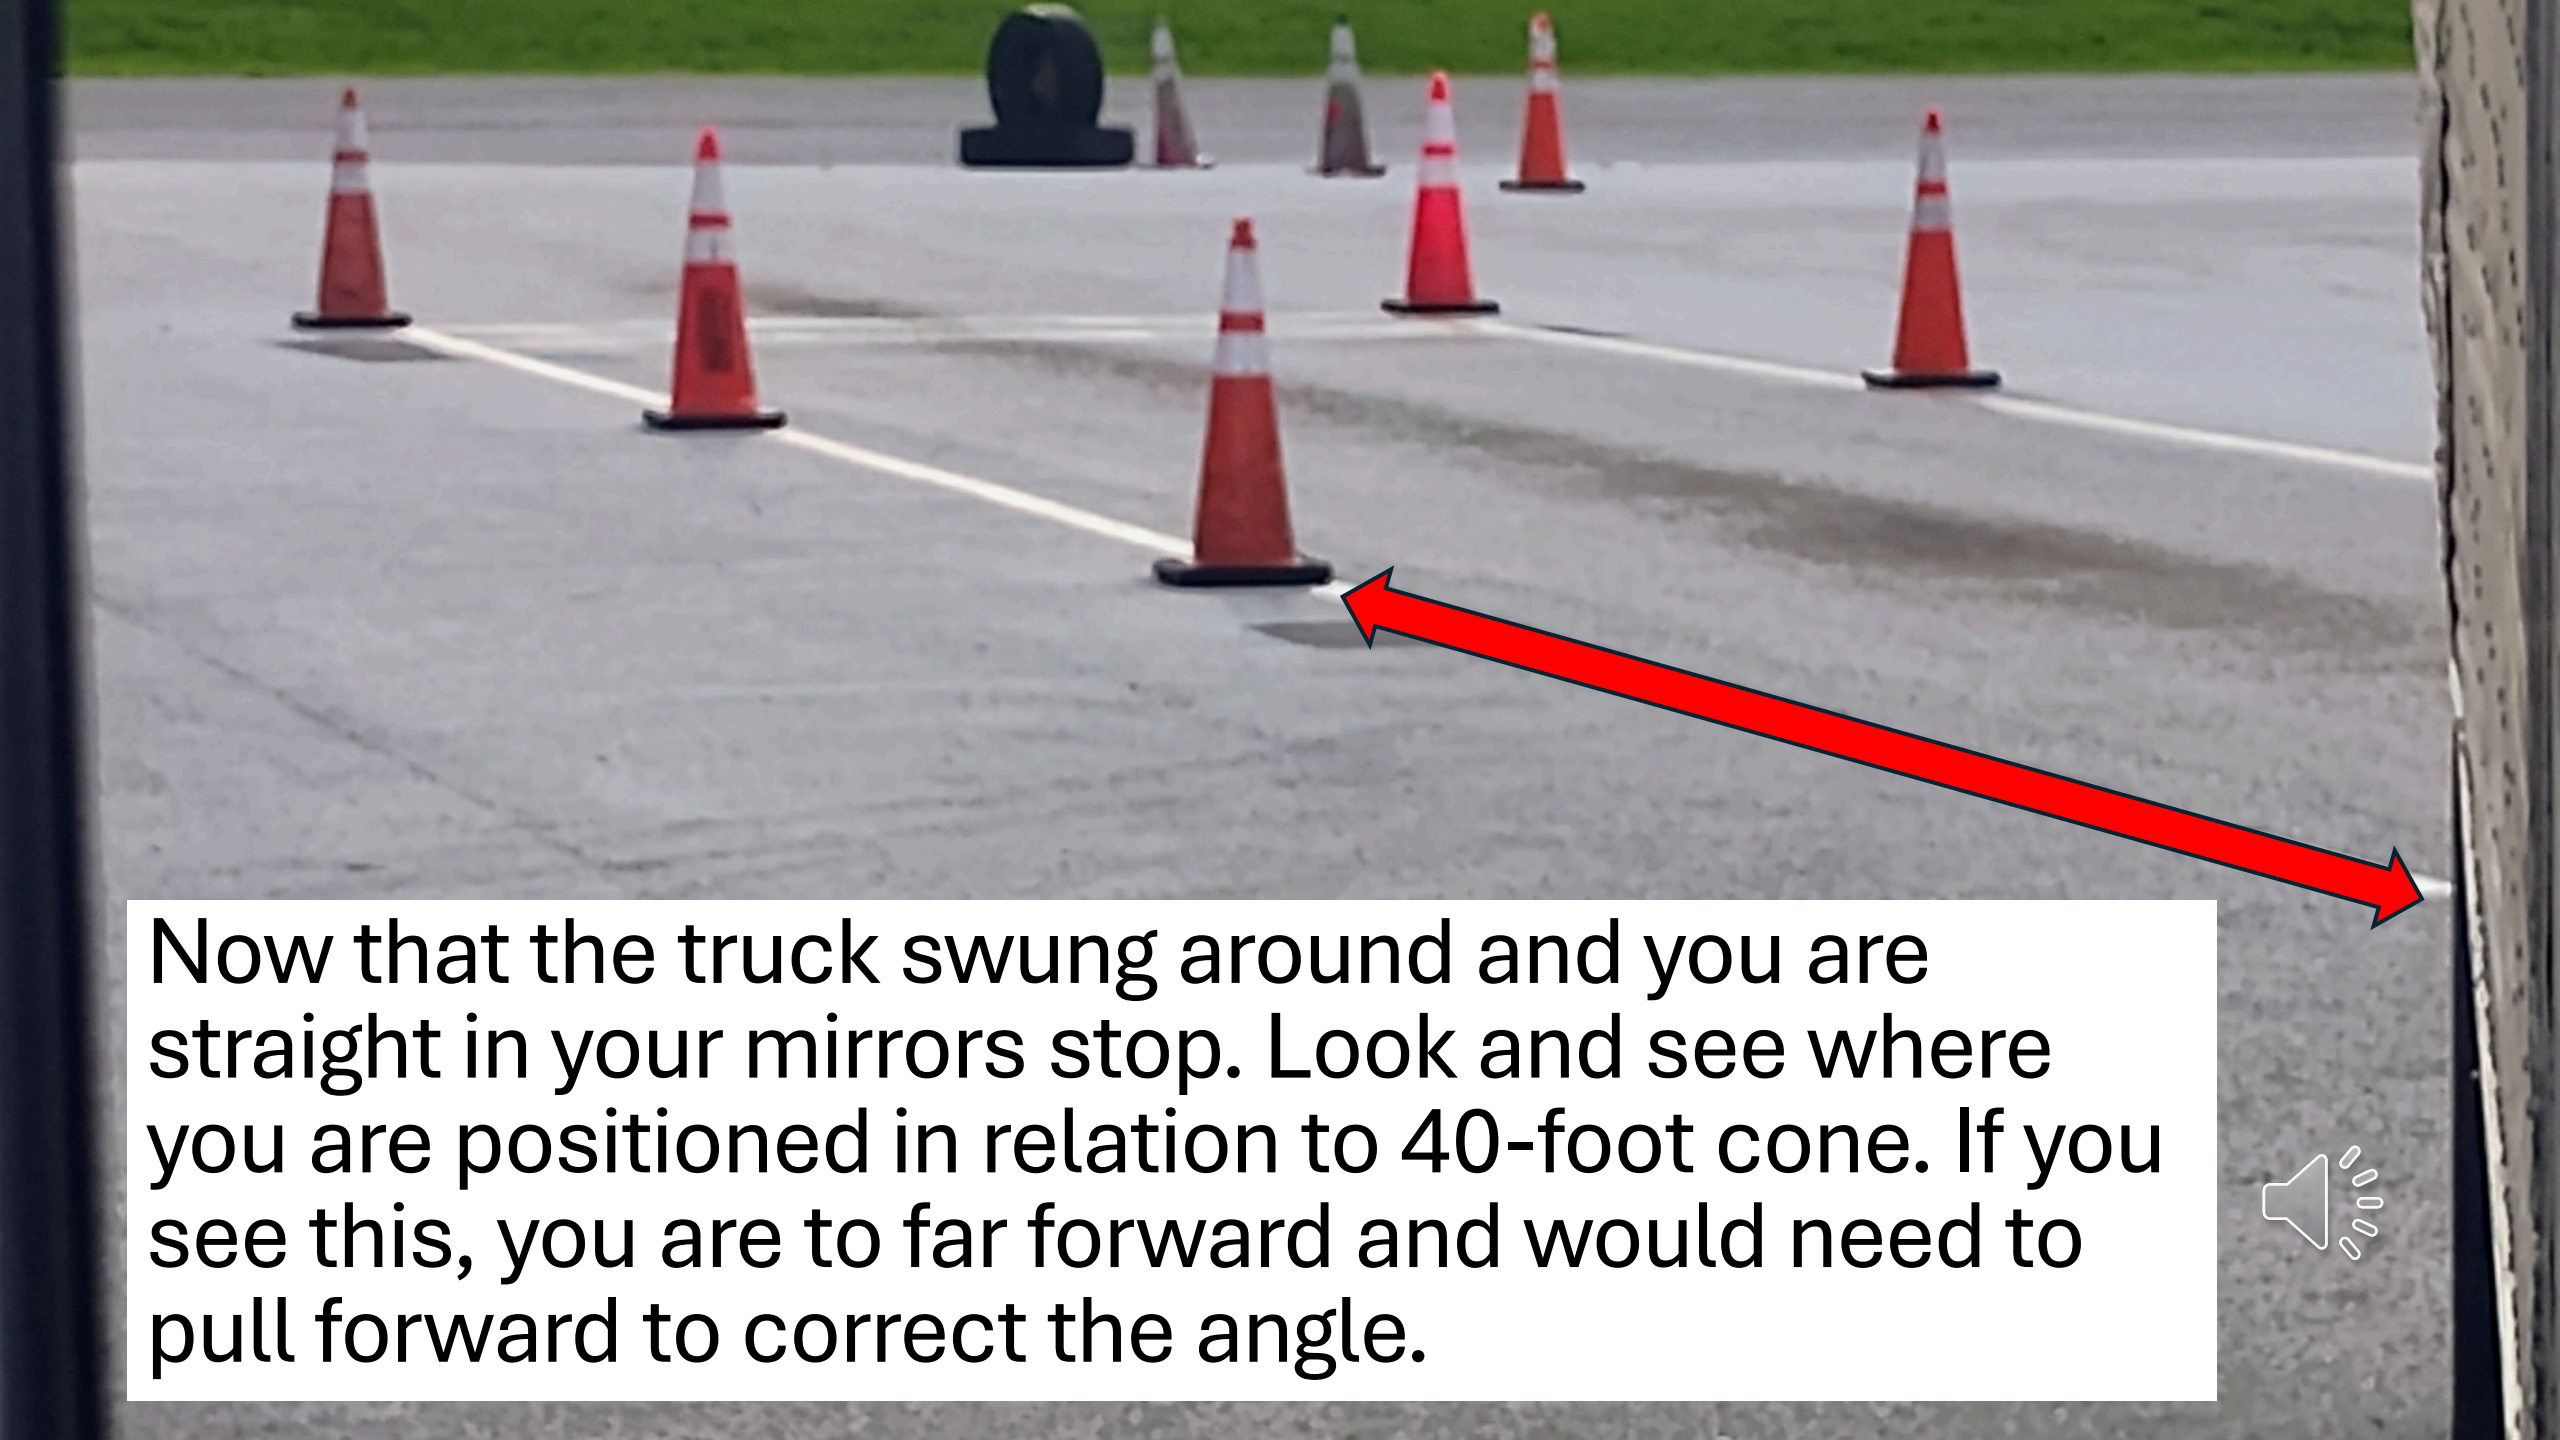 Now that the truck swung around and you are
straight in your mirrors stop. Look and see where
you are positioned in relation to 40-foot cone. If you
see this, you are to far forward and would need to
pull forward to correct the angle.